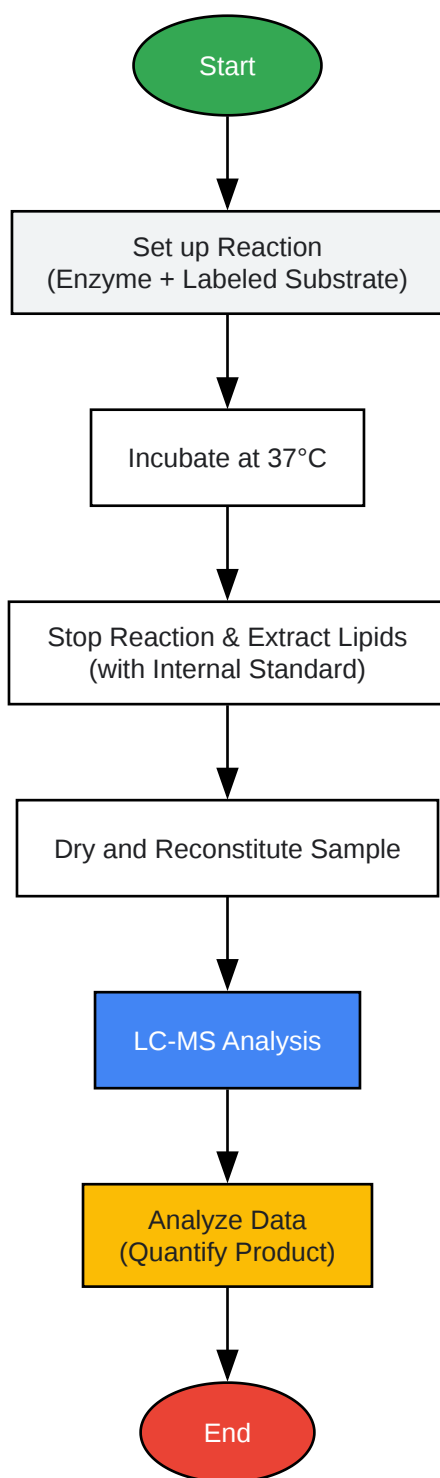 Start
Set up Reaction
(Enzyme + Labeled Substrate)
Incubate at 37°C
Stop Reaction & Extract Lipids
(with Internal Standard)
Dry and Reconstitute Sample
LC-MS Analysis
Analyze Data
(Quantify Product)
End